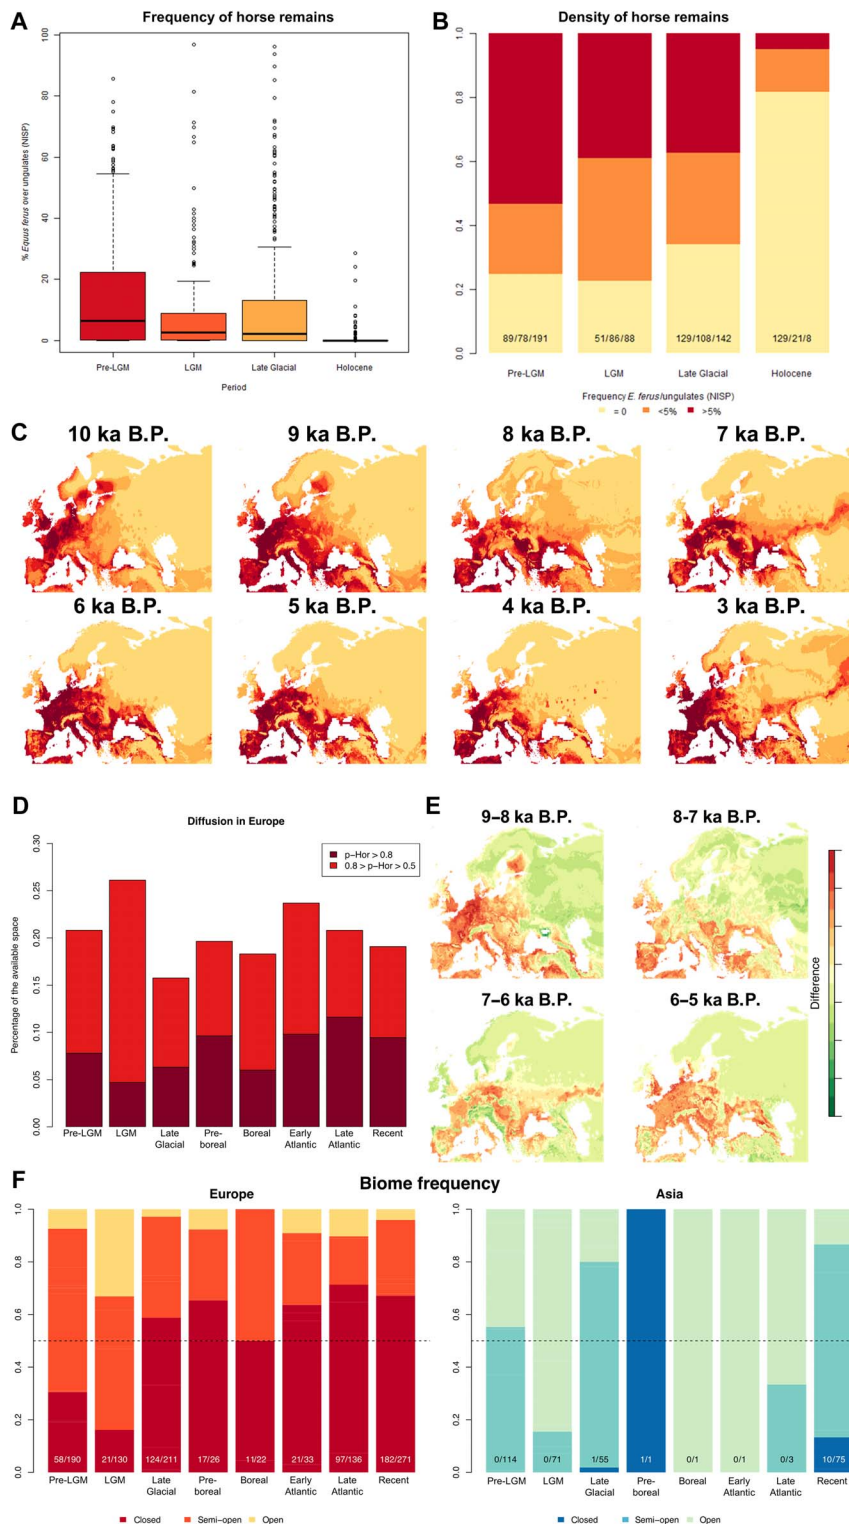 A
Frequency of horse remains
% Equus ferus over ungulates (NISP)
100
80
60
40
20
0
Pre-LGM LGM Late Glacial Holocene
Period
B
Density of horse remains
1.0
0.8
0.6
0.4
0.2
0.0
89/78/191 51/86/88 129/108/142 129/21/8
Pre-LGM LGM Late Glacial Holocene
Frequency E. ferus/ungulates (NISP)
= 0 <5% >5%
C
10 ka B.P. 9 ka B.P. 8 ka B.P. 7 ka B.P.
6 ka B.P. 5 ka B.P. 4 ka B.P. 3 ka B.P.
D
Diffusion in Europe
p-Hor > 0.8
0.8 > p-Hor > 0.5
Percentage of the available space
0.30
0.25
0.20
0.15
0.10
0.05
0.00
Pre-LGM LGM Late Glacial Pre-boreal Boreal Early Atlantic Late Atlantic Recent
E
9–8 ka B.P. 8-7 ka B.P.
7–6 ka B.P. 6–5 ka B.P.
Difference
F
Biome frequency
Europe
1.0
0.8
0.6
0.4
0.2
0.0
58/190 21/130 124/211 17/26 11/22 21/33 97/136 182/271
Pre-LGM LGM Late Glacial Pre-boreal Boreal Early Atlantic Late Atlantic Recent
Closed Semi-open Open
Asia
1.0
0.8
0.6
0.4
0.2
0.0
0/114 0/71 1/55 1/1 0/1 0/1 0/3 10/75
Pre-LGM LGM Late Glacial Pre-boreal Boreal Early Atlantic Late Atlantic Recent
Closed Semi-open Open